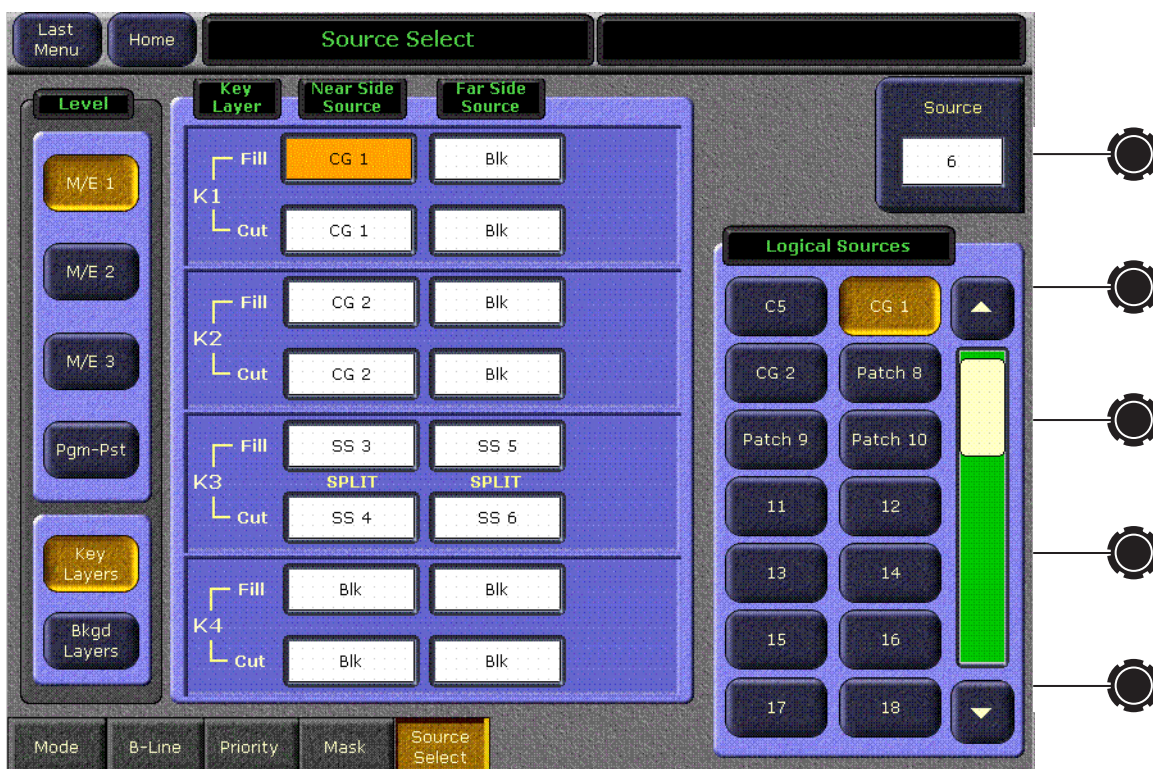 Last
Menu
Home
Source Select
Level
M/E 1
M/E 2
M/E 3
Pgm-Pst
Key
Layers
Bkgd
Layers
Key
Layer
Near Side
Source
Far Side
Source
K1
Fill
CG 1
Blk
Cut
CG 1
Blk
K2
Fill
CG 2
Blk
Cut
CG 2
Blk
K3
Fill
SS 3
SS 5
SPLIT
SPLIT
Cut
SS 4
SS 6
K4
Fill
Blk
Blk
Cut
Blk
Blk
Source
6
Logical Sources
C5
CG 1
CG 2
Patch 8
Patch 9
Patch 10
11
12
13
14
15
16
17
18
Mode
B-Line
Priority
Mask
Source
Select